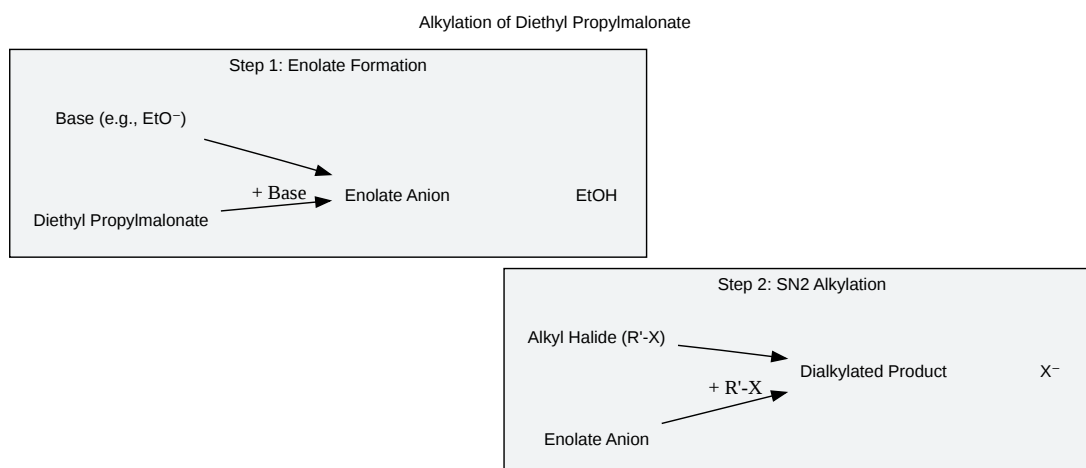 Alkylation of Diethyl Propylmalonate
Step 1: Enolate Formation
Base (e.g., EtO⁻)
+ Base
Enolate Anion
EtOH
Diethyl Propylmalonate
Step 2: SN2 Alkylation
Alkyl Halide (R'-X)
Dialkylated Product
X⁻
+ R'-X
Enolate Anion